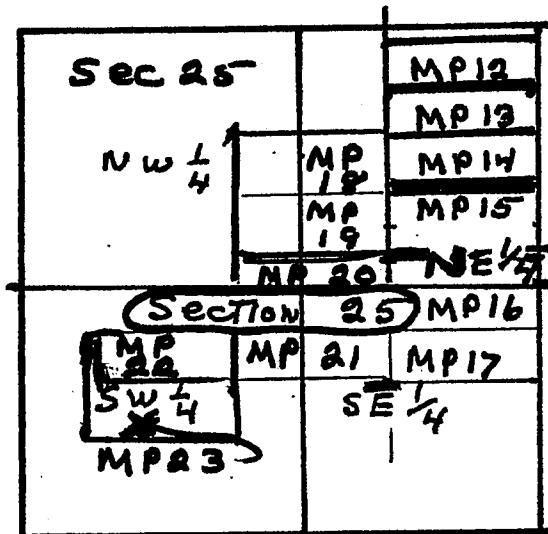 Sec 25
MP12
MP13
NW 1/4
MP 18
MP14
MP 19
MP15
MP 20
NE 1/4
Section 25
MP16
MP 22
MP 21
MP17
SW 1/4
SE 1/4
MP23